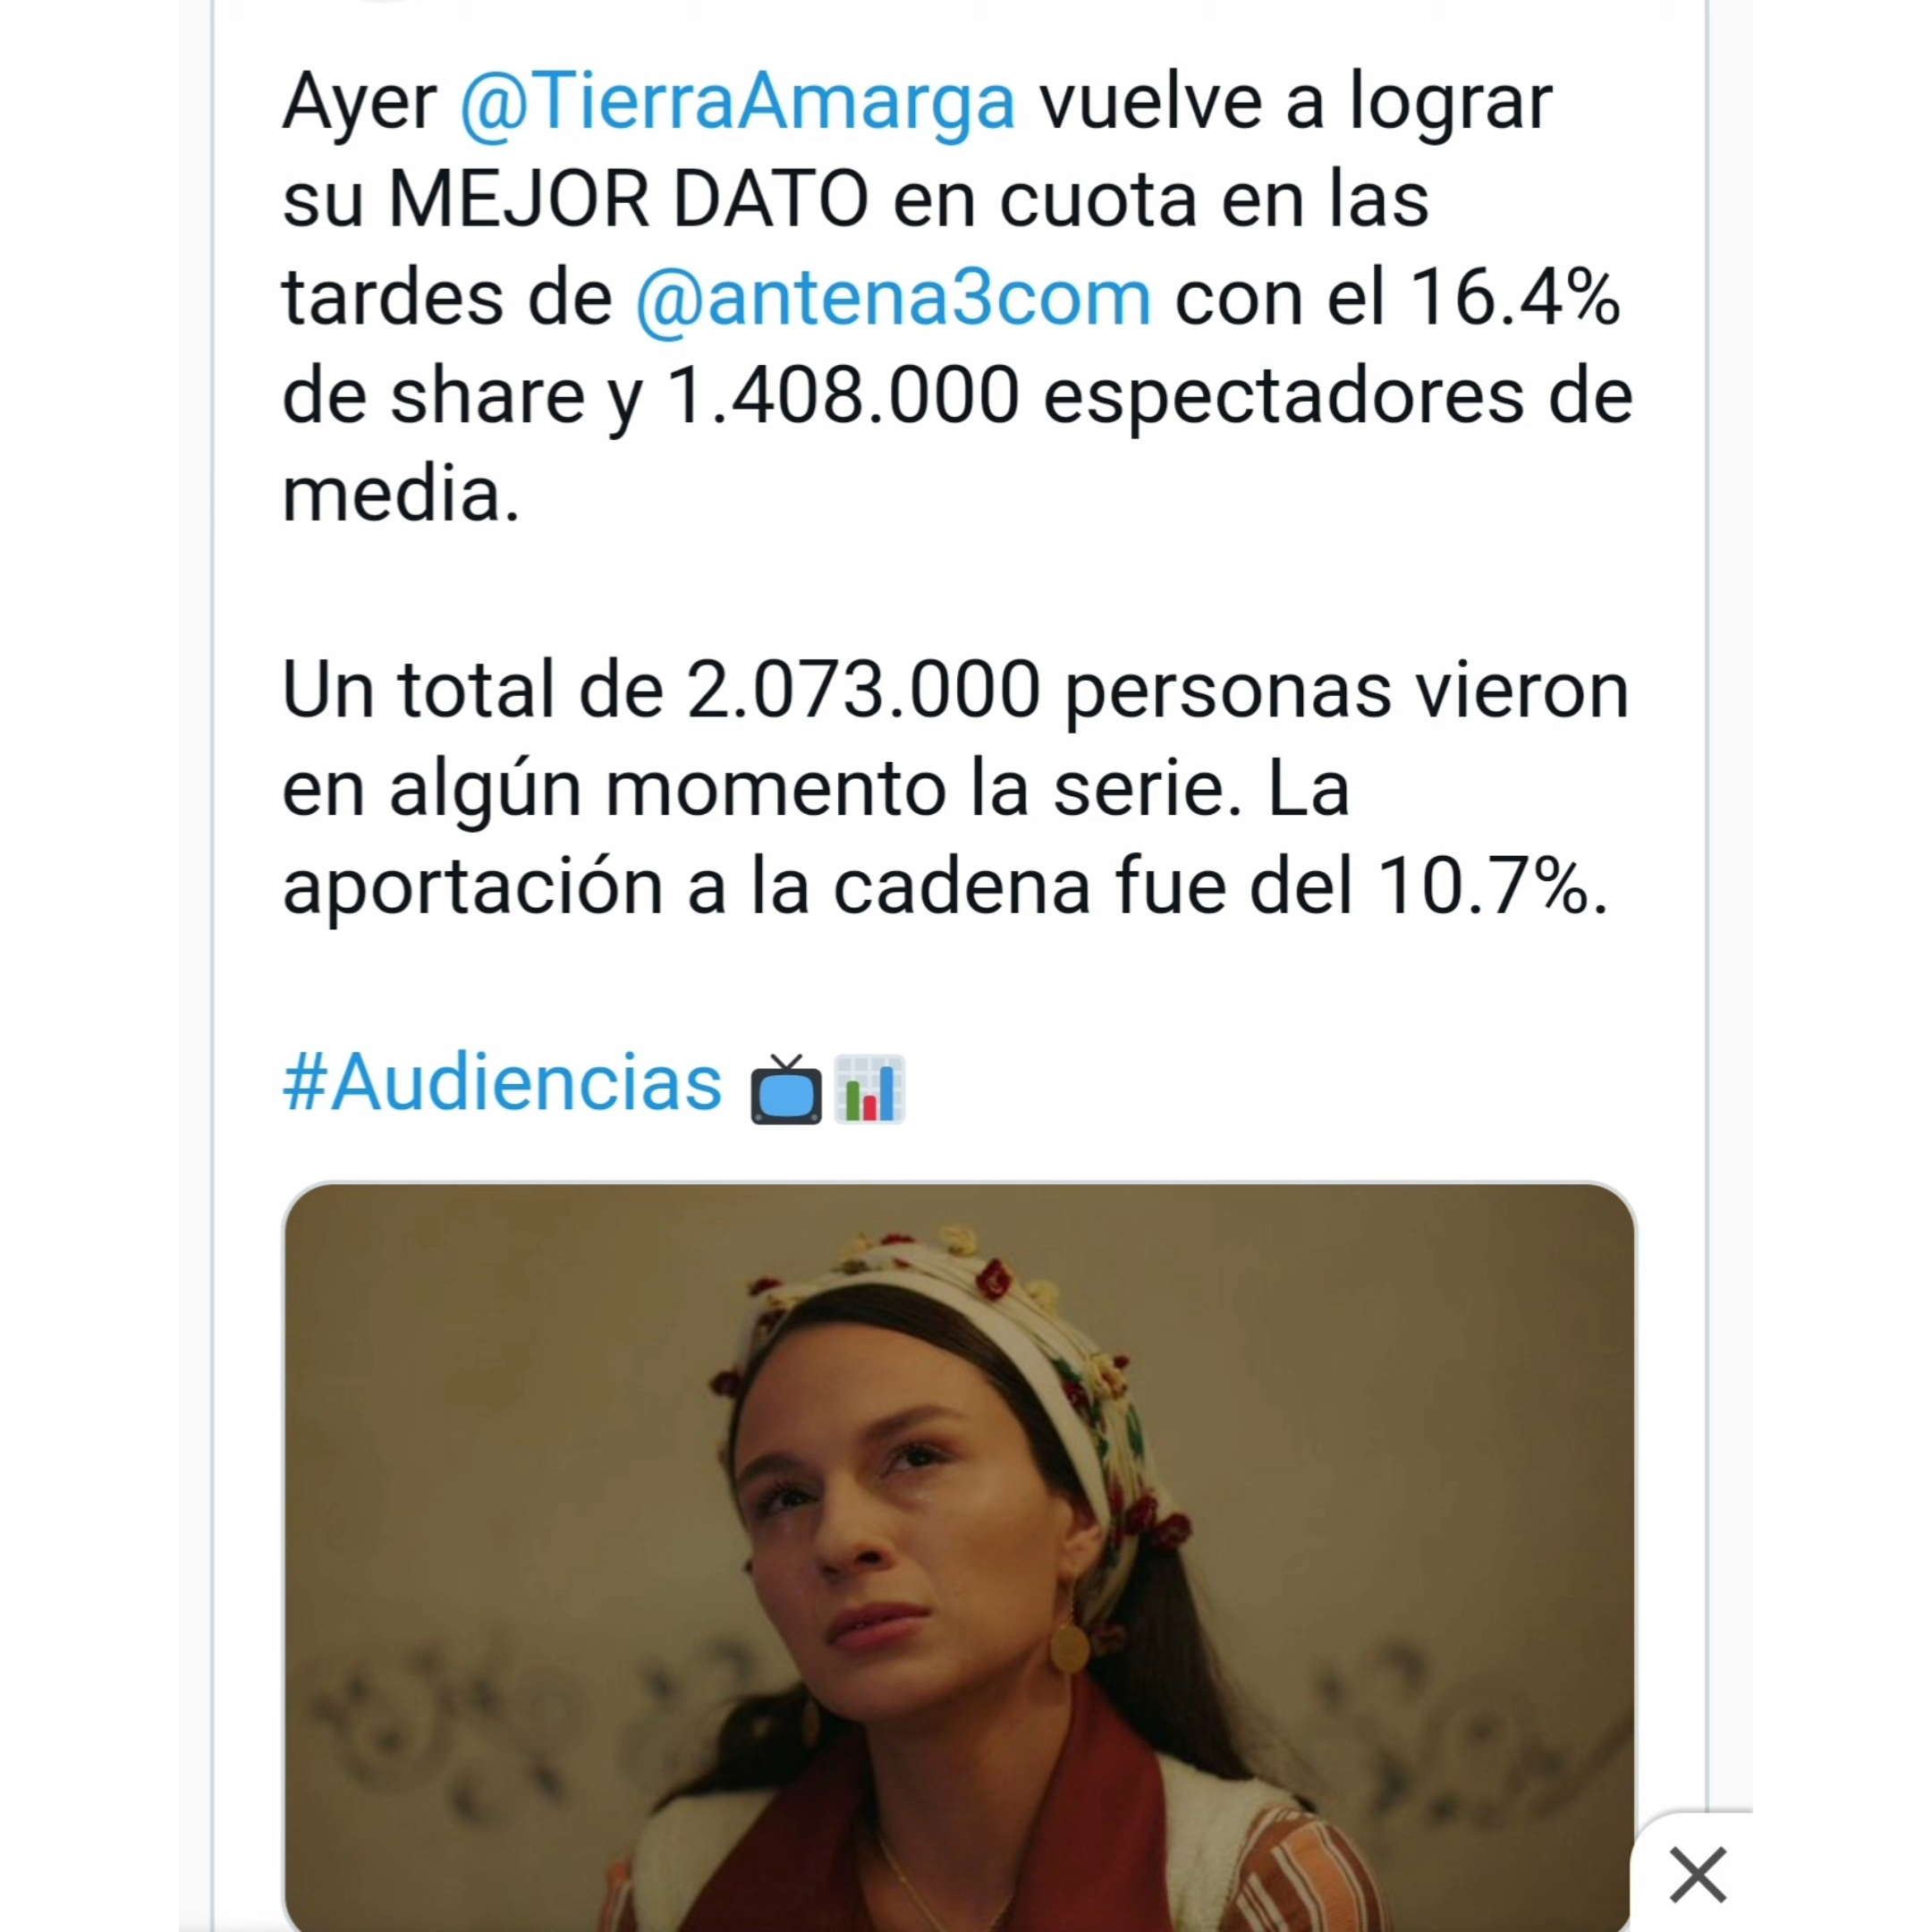 Ayer @TierraAmarga vuelve a lograr
su MEJOR DATO en cuota en las
tardes de @antena3com con el 16.4%
de share y 1.408.000 espectadores de
media.
Un total de 2.073.000 personas vieron
en algún momento la serie. La
aportación a la cadena fue del 10.7%.
#Audiencias